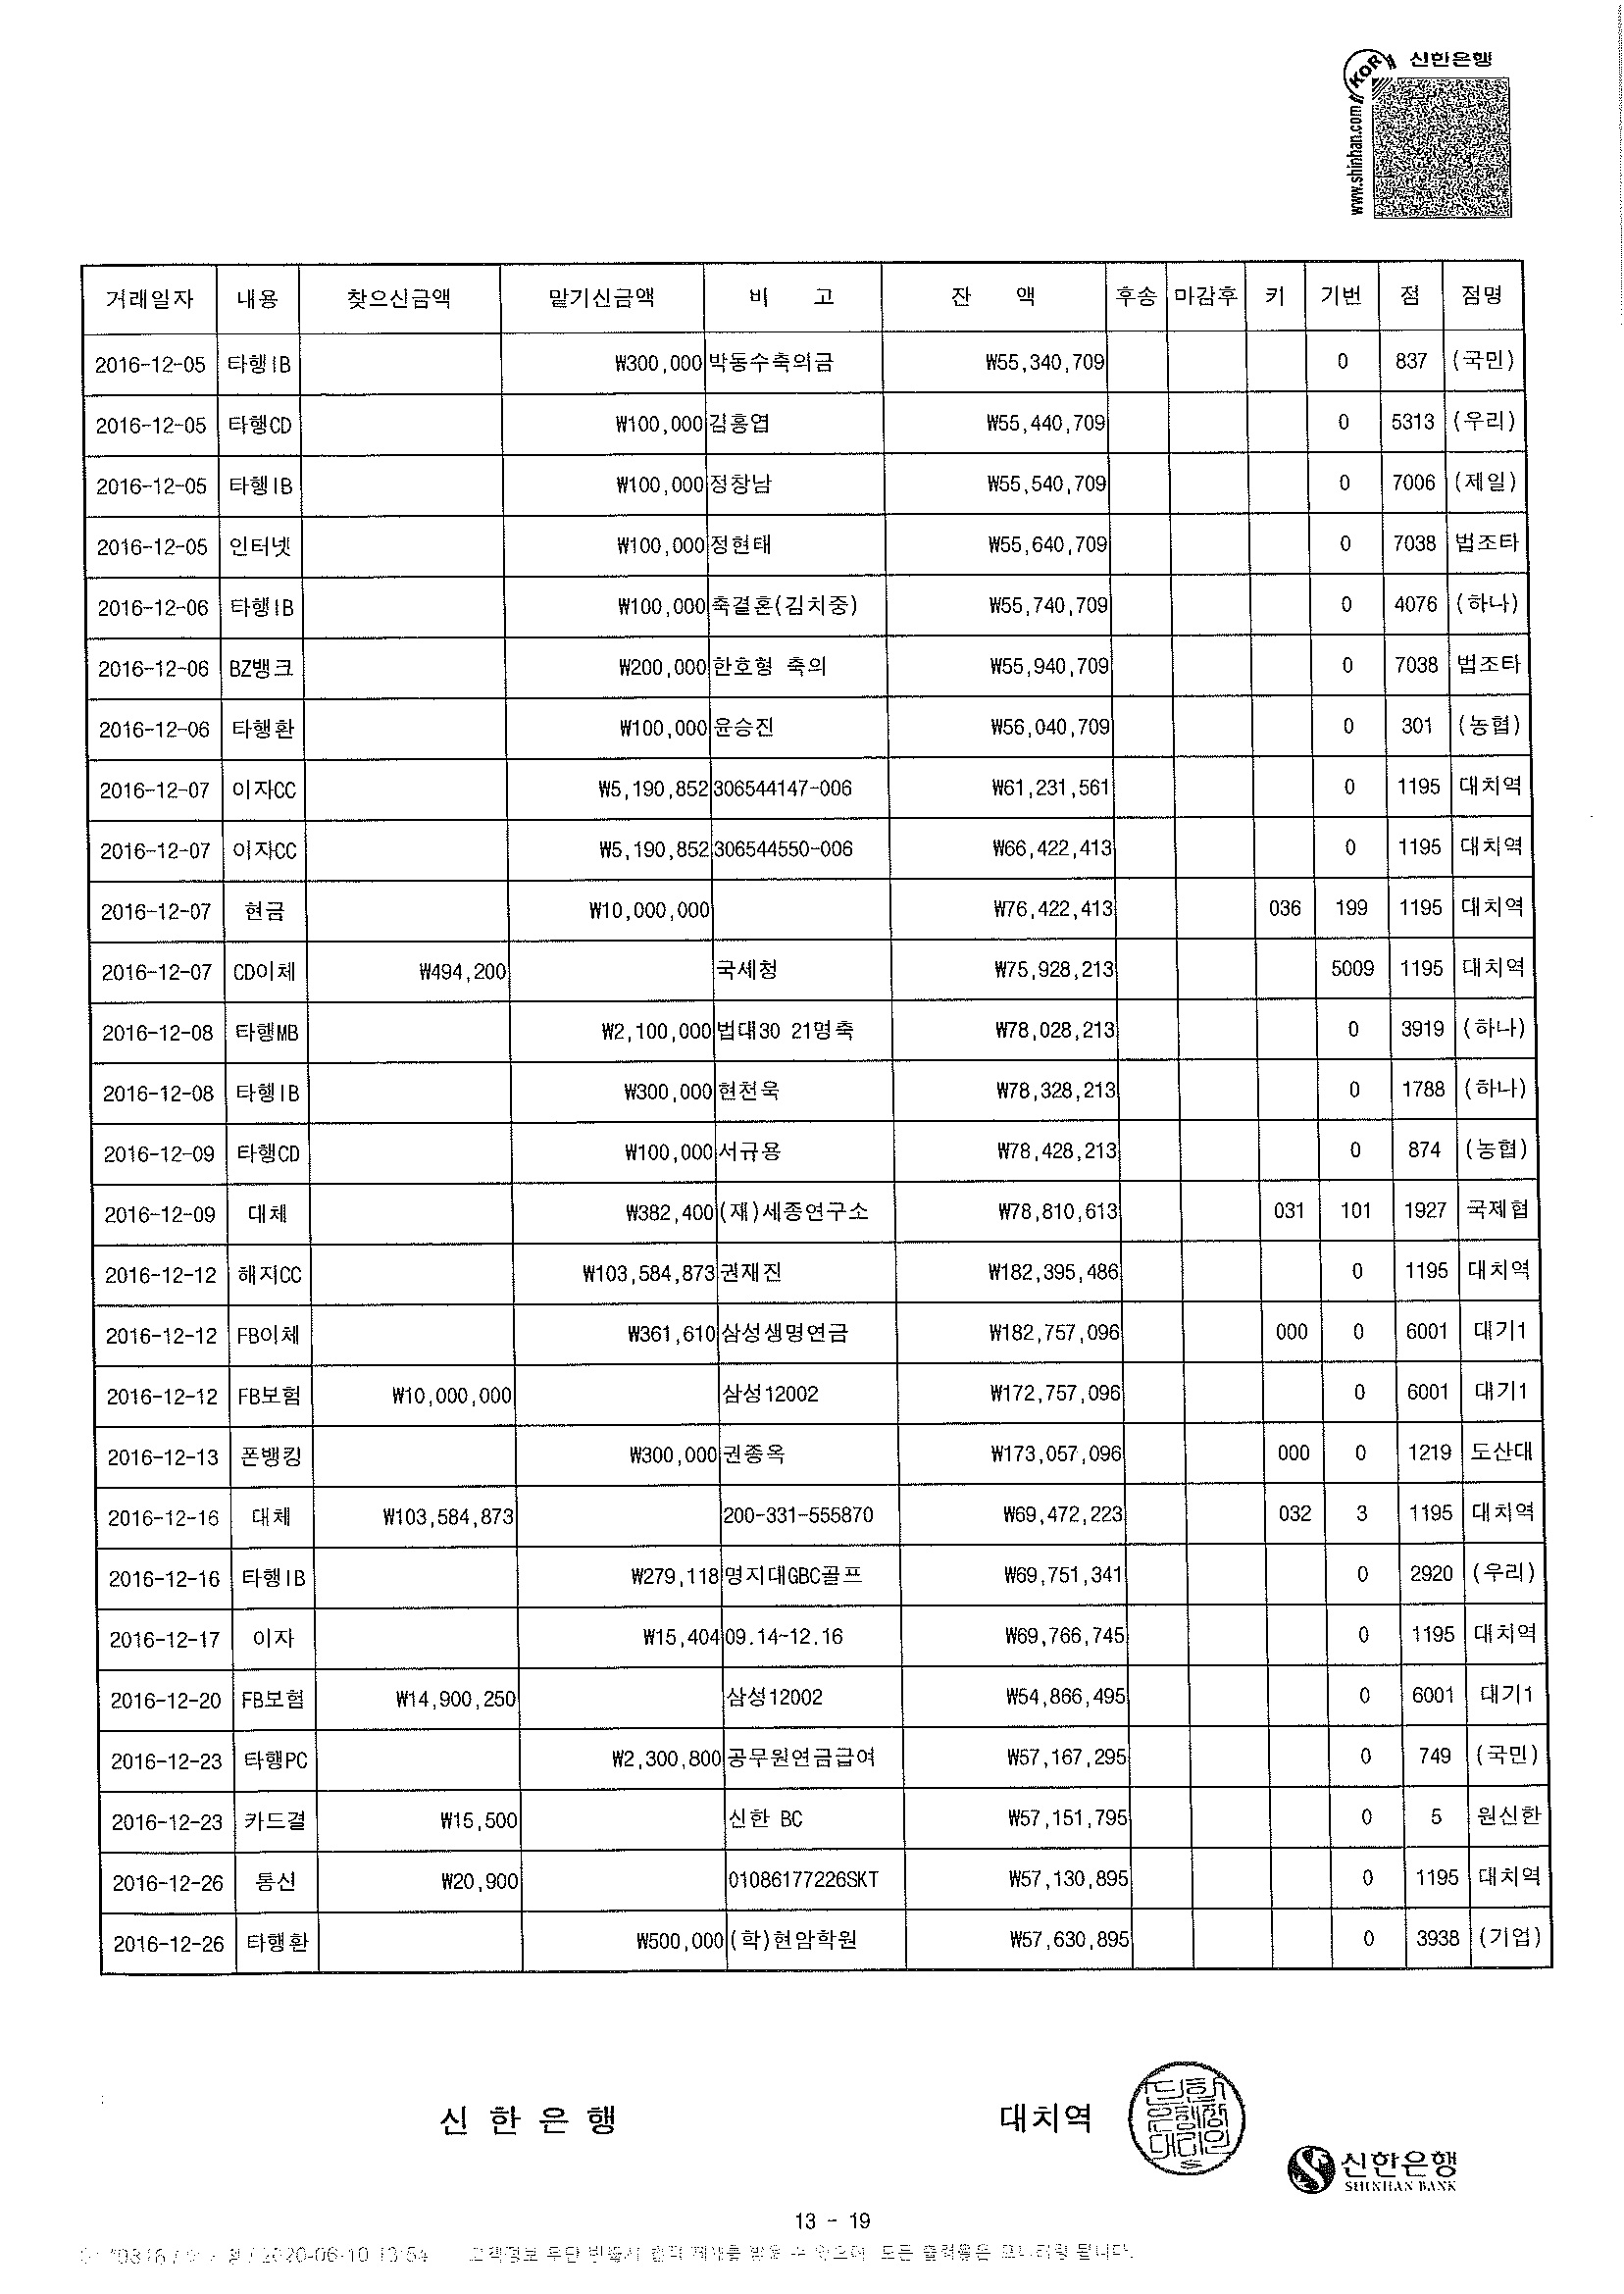 신한은행
KOR
www.shinhan.com
거래일자 내용 찾으신금액 맡기신금액 비 고 잔 액 후송 마감후 키 기번 점 점명
2016-12-05 타행IB ₩300,000 박동수축의금 ₩55,340,709 0 837 (국민)
2016-12-05 타행CD ₩100,000 김홍엽 ₩55,440,709 0 5313 (우리)
2016-12-05 타행IB ₩100,000 정창남 ₩55,540,709 0 7006 (제일)
2016-12-05 인터넷 ₩100,000 정현태 ₩55,640,709 0 7038 법조타
2016-12-06 타행IB ₩100,000 축결혼(김치중) ₩55,740,709 0 4076 (하나)
2016-12-06 BZ뱅크 ₩200,000 한호형 축의 ₩55,940,709 0 7038 법조타
2016-12-06 타행환 ₩100,000 윤승진 ₩56,040,709 0 301 (농협)
2016-12-07 이자CC ₩5,190,852 306544147-006 ₩61,231,561 0 1195 대치역
2016-12-07 이자CC ₩5,190,852 306544550-006 ₩66,422,413 0 1195 대치역
2016-12-07 현금 ₩10,000,000 ₩76,422,413 036 199 1195 대치역
2016-12-07 CD이체 ₩494,200 국세청 ₩75,928,213 5009 1195 대치역
2016-12-08 타행MB ₩2,100,000 법대30 21명축 ₩78,028,213 0 3919 (하나)
2016-12-08 타행IB ₩300,000 현천욱 ₩78,328,213 0 1788 (하나)
2016-12-09 타행CD ₩100,000 서규용 ₩78,428,213 0 874 (농협)
2016-12-09 대체 ₩382,400 (재)세종연구소 ₩78,810,613 031 101 1927 국제협
2016-12-12 해지CC ₩103,584,873 권재진 ₩182,395,486 0 1195 대치역
2016-12-12 FB이체 ₩361,610 삼성생명연금 ₩182,757,096 000 0 6001 대기1
2016-12-12 FB보험 ₩10,000,000 삼성12002 ₩172,757,096 0 6001 대기1
2016-12-13 폰뱅킹 ₩300,000 권종옥 ₩173,057,096 000 0 1219 도산대
2016-12-16 대체 ₩103,584,873 200-331-555870 ₩69,472,223 032 3 1195 대치역
2016-12-16 타행IB ₩279,118 명지대GBC골프 ₩69,751,341 0 2920 (우리)
2016-12-17 이자 ₩15,404 09.14~12.16 ₩69,766,745 0 1195 대치역
2016-12-20 FB보험 ₩14,900,250 삼성12002 ₩54,866,495 0 6001 대기1
2016-12-23 타행PC ₩2,300,800 공무원연금급여 ₩57,167,295 0 749 (국민)
2016-12-23 카드결 ₩15,500 신한 BC ₩57,151,795 0 5 원신한
2016-12-26 통신 ₩20,900 01086177226SKT ₩57,130,895 0 1195 대치역
2016-12-26 타행환 ₩500,000 (학)현암학원 ₩57,630,895 0 3938 (기업)
신 한 은 행 대치역
신한은행장대리인
신한은행
SHINHAN BANK
13 - 19
2020-06-10 13:54 고객정보 무단 제재를 받을 수 있으며, 모든 출력물은 모니터링 됩니다.